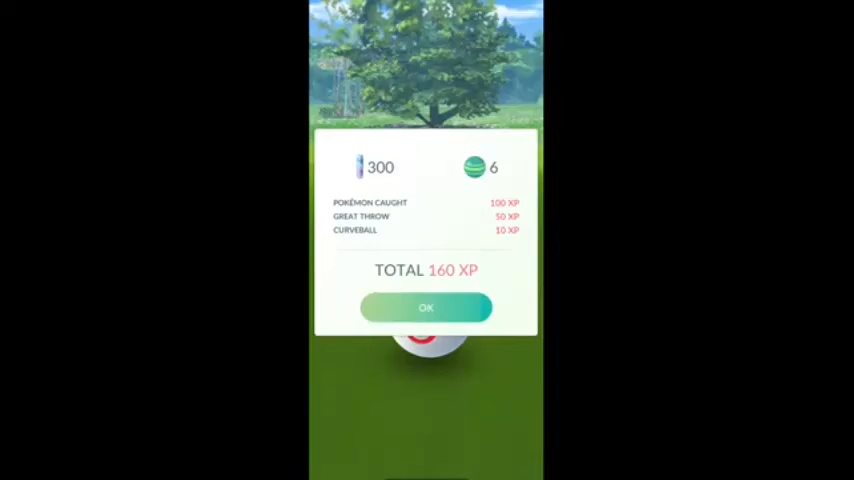 300 6
POKÉMON CAUGHT 100 XP
GREAT THROW 50 XP
CURVEBALL 10 XP
TOTAL 160 XP
OK